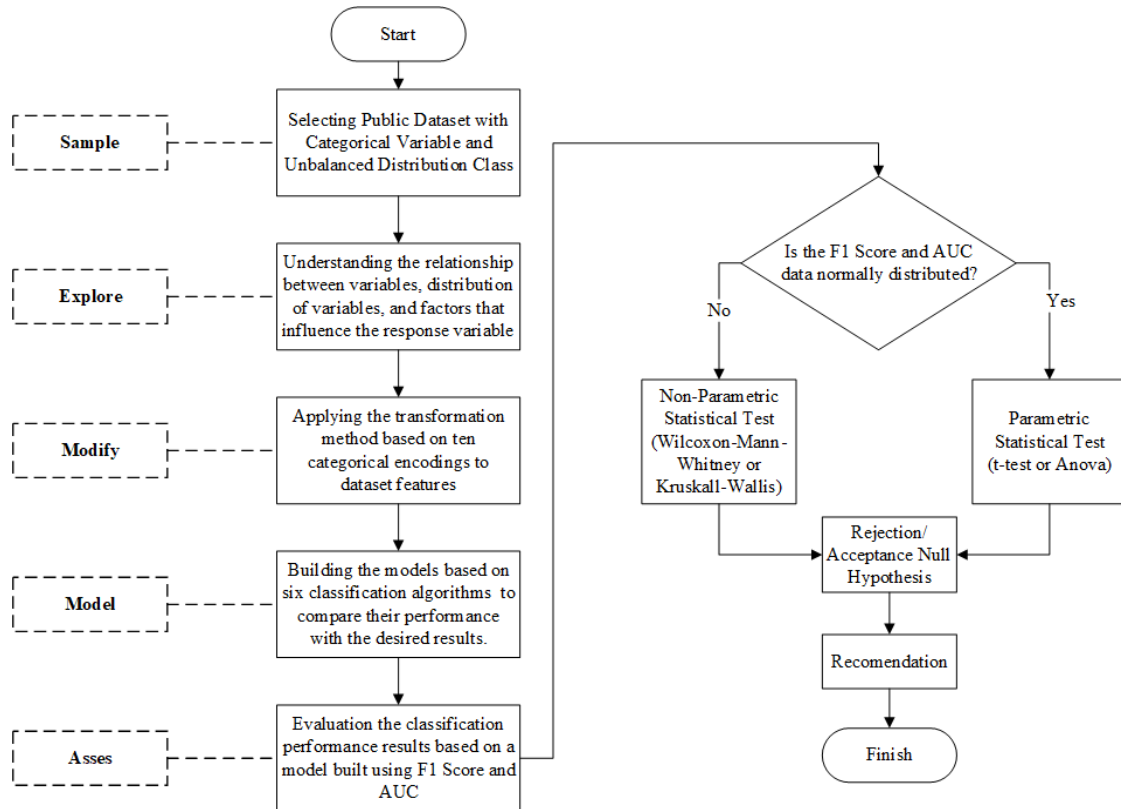 Start
Sample
Selecting Public Dataset with
Categorical Variable and
Unbalanced Distribution Class
Explore
Understanding the relationship
between variables, distribution
of variables, and factors that
influence the response variable
Modify
Applying the transformation
method based on ten
categorical encodings to
dataset features
Model
Building the models based on
six classification algorithms to
compare their performance
with the desired results.
Asses
Evaluation the classification
performance results based on a
model built using F1 Score and
AUC
Is the F1 Score and AUC
data normally distributed?
No
Yes
Non-Parametric
Statistical Test
(Wilcoxon-Mann-
Whitney or
Kruskall-Wallis)
Parametric
Statistical Test
(t-test or Anova)
Rejection/
Acceptance Null
Hypothesis
Recomendation
Finish